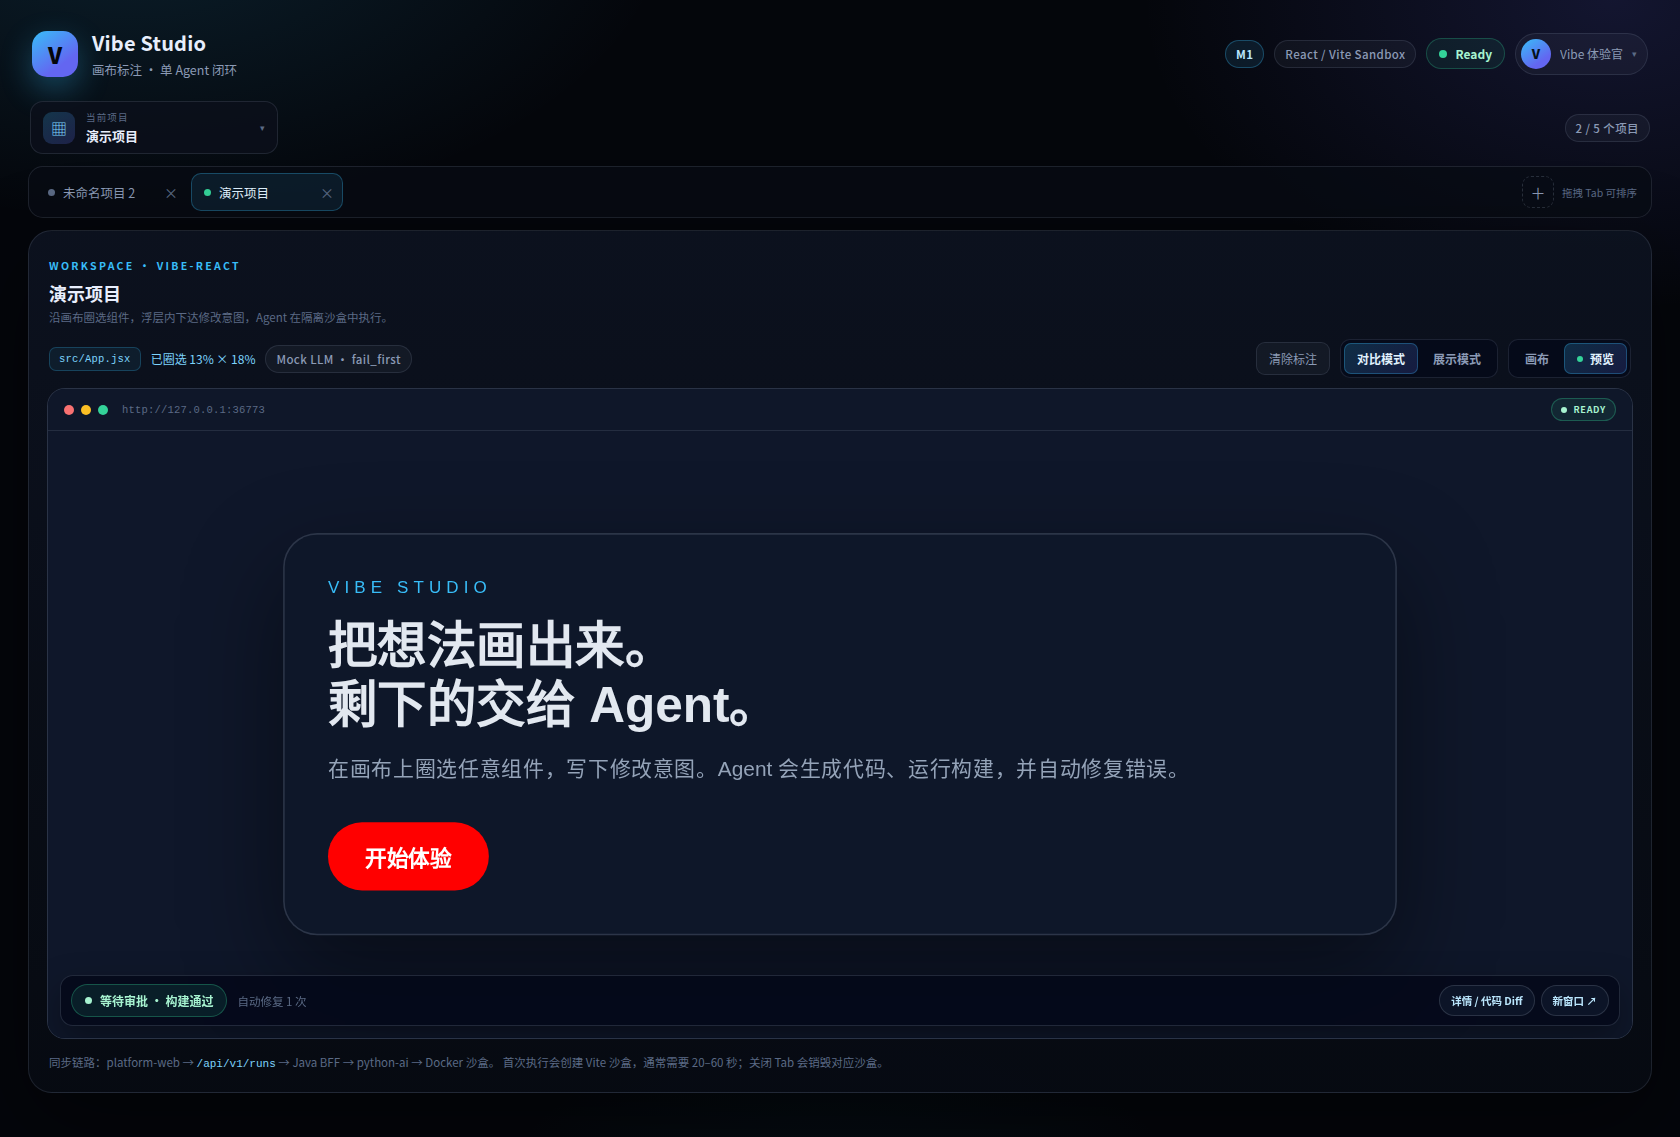 V
Vibe Studio
画布标注 · 单 Agent 闭环
M1
React / Vite Sandbox
Ready
V
Vibe 体验官
当前项目
演示项目
2 / 5 个项目
未命名项目 2 ×
演示项目 ×
+
拖拽 Tab 可排序
WORKSPACE · VIBE-REACT
演示项目
沿画布圈选组件，浮层内下达修改意图，Agent 在隔离沙盒中执行。
src/App.jsx
已圈选 13% × 18%
Mock LLM · fail_first
清除标注
对比模式
展示模式
画布
预览
http://127.0.0.1:36773
READY
VIBE STUDIO
把想法画出来。
剩下的交给 Agent。
在画布上圈选任意组件，写下修改意图。Agent 会生成代码、运行构建，并自动修复错误。
开始体验
等待审批 · 构建通过
自动修复 1 次
详情 / 代码 Diff
新窗口 ↗
同步链路：platform-web → /api/v1/runs → Java BFF → python-ai → Docker 沙盒。 首次执行会创建 Vite 沙盒，通常需要 20–60 秒；关闭 Tab 会销毁对应沙盒。